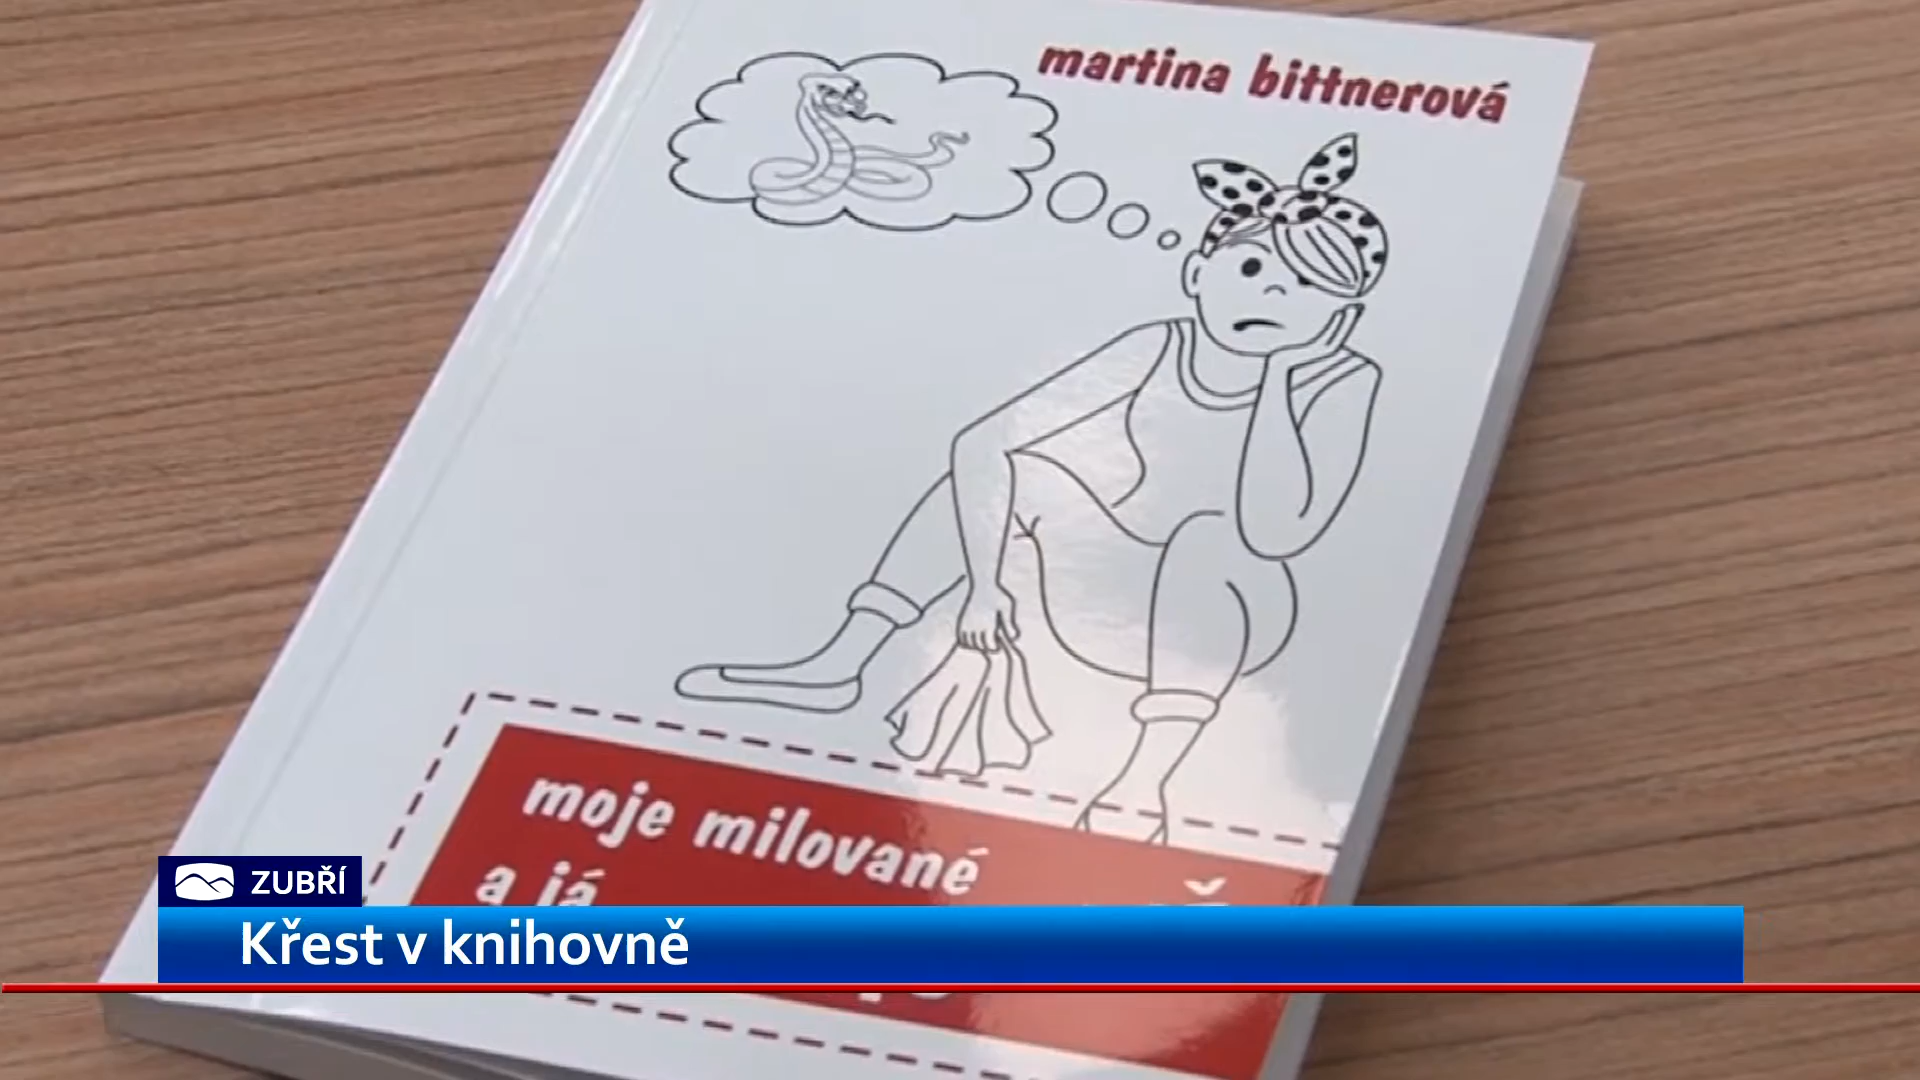 martina bittnerová
moje milované
a já
ZUBŘÍ
Křest v knihovně